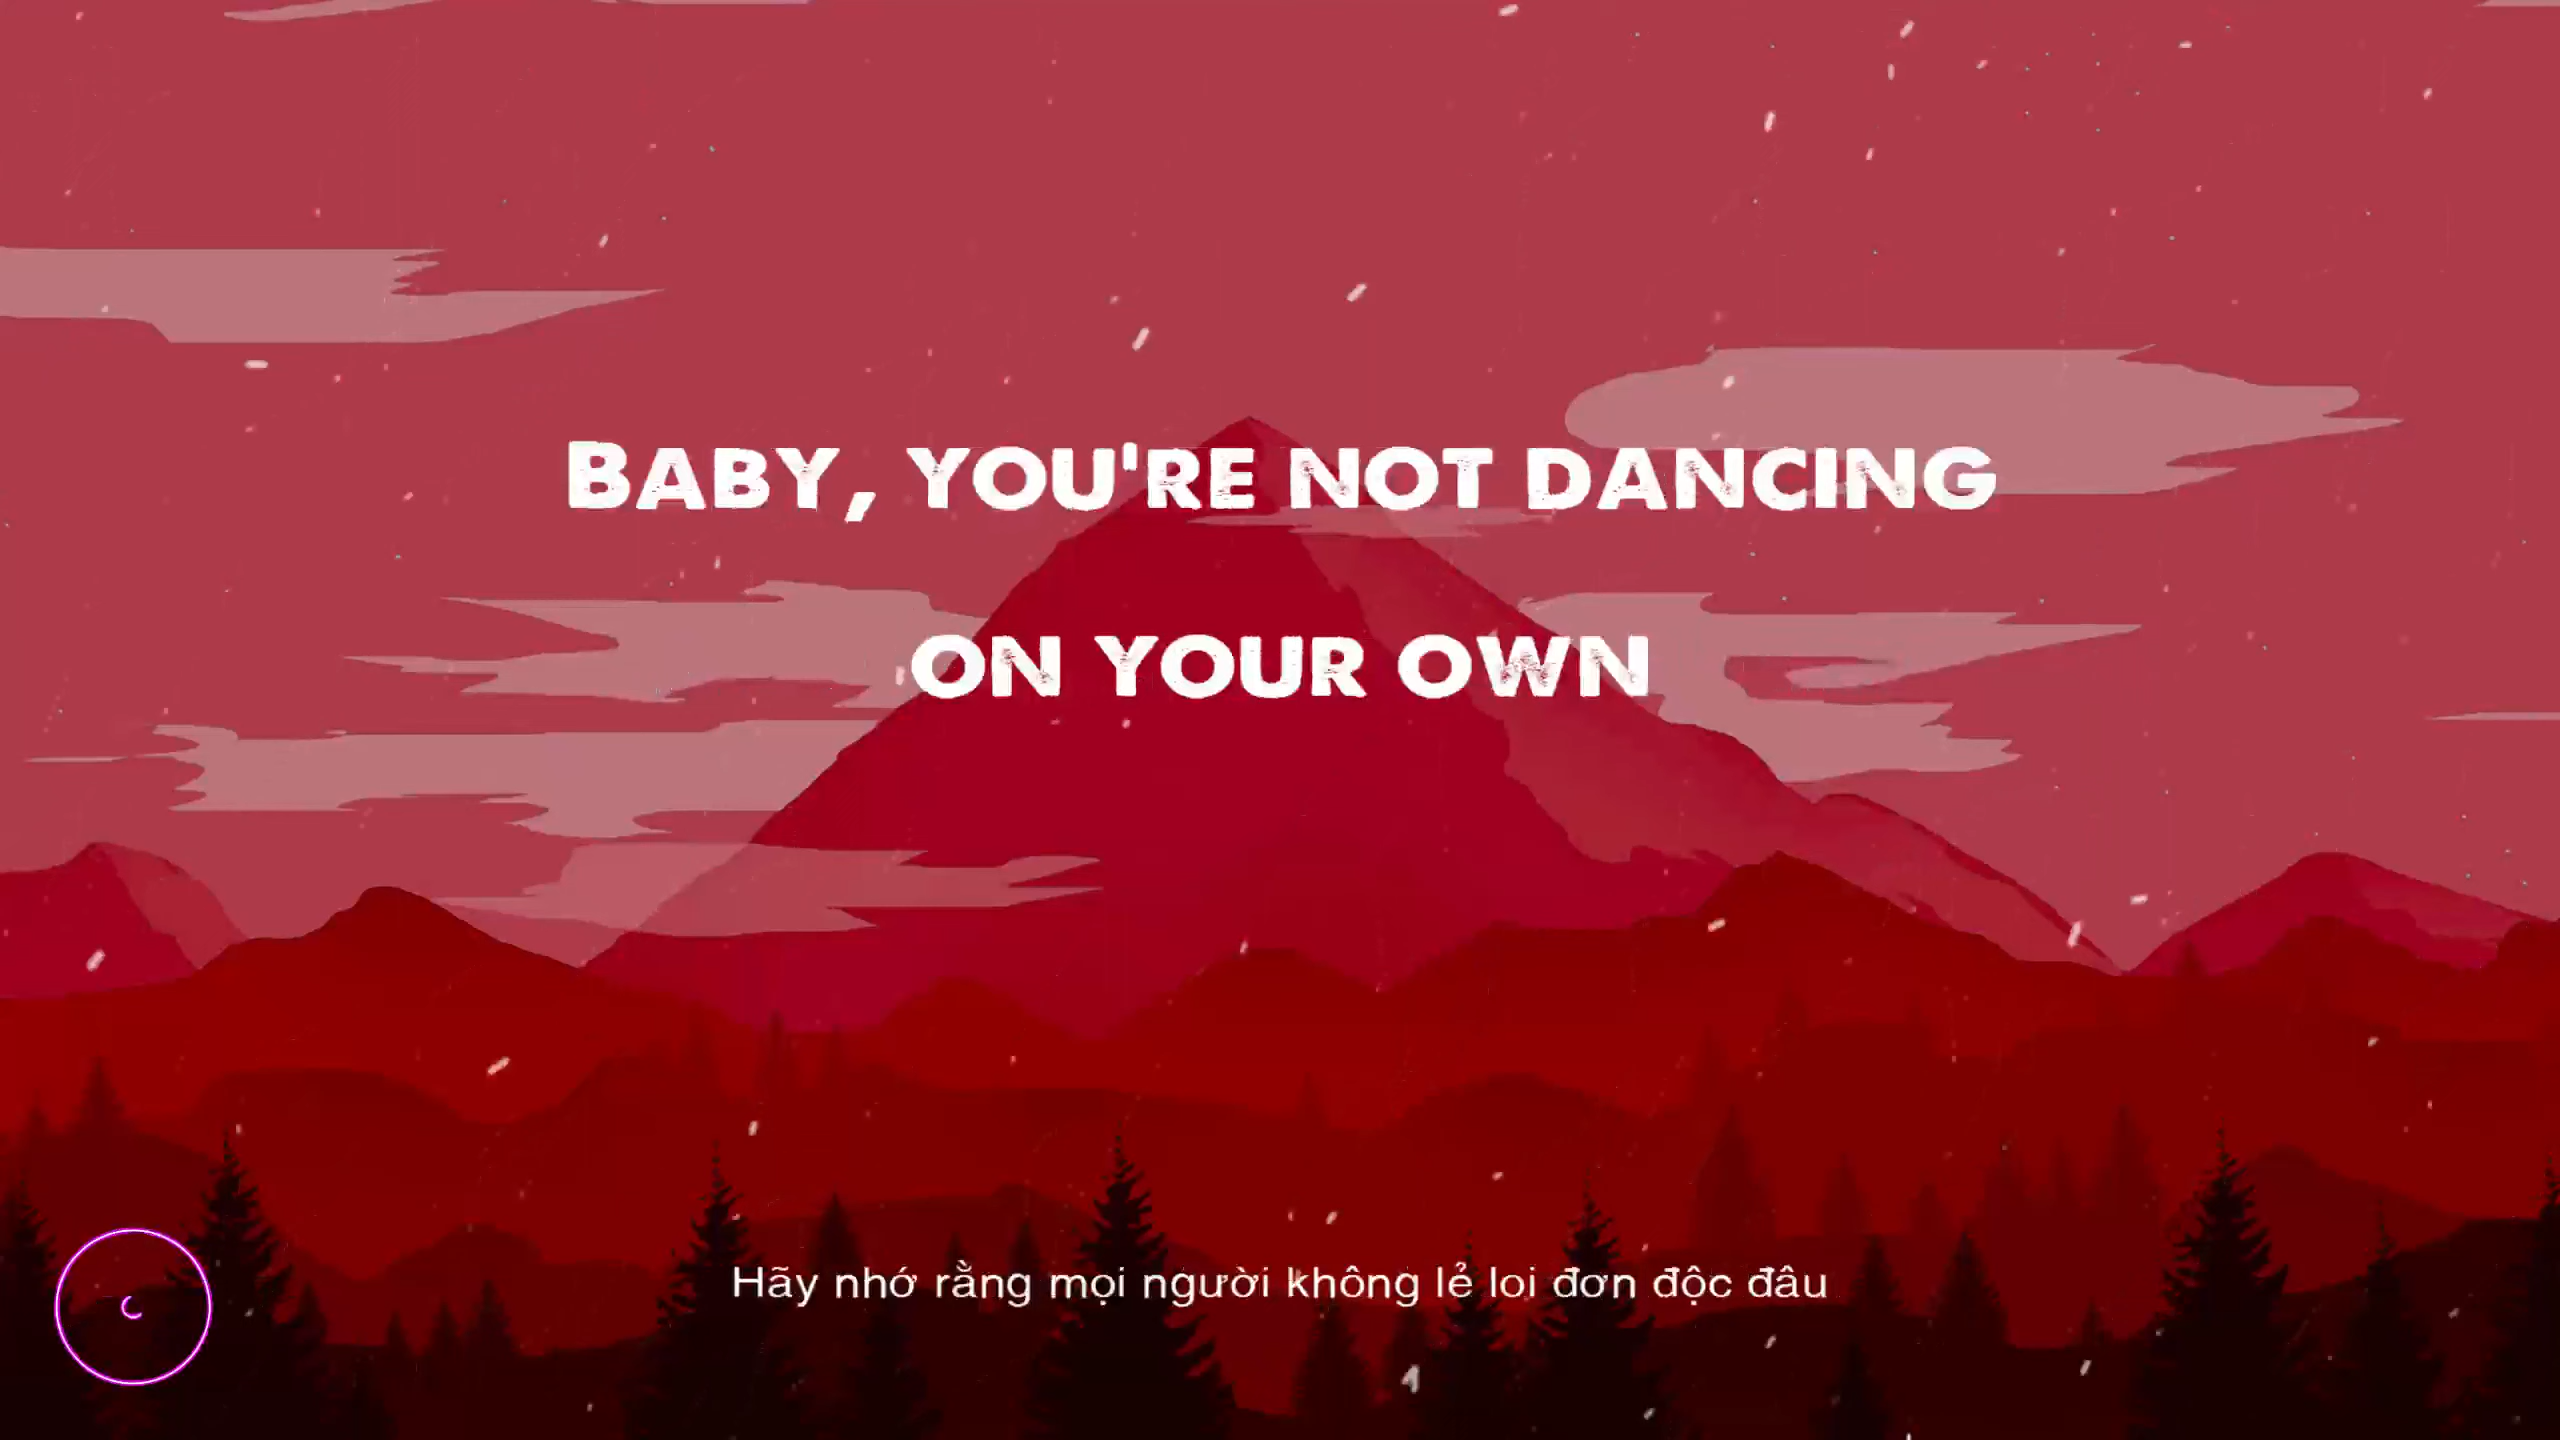 BABY, YOU'RE NOT DANCING
ON YOUR OWN
Hãy nhớ rằng mọi người không lẻ loi đơn độc đâu